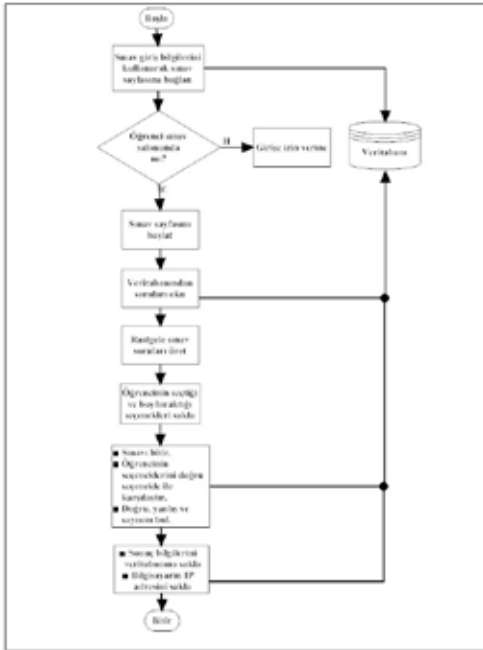 Başla
Sınav giriş bilgilerini
kullanarak sınav
sayfasına bağlan
Öğrenci sınav
salonunda
mı?
H
Girişe izin verme
Veritabanı
E
Sınav sayfasını
başlat
Veritabanından
soruları oku
Rastgele sınav
soruları üret
Öğrencinin seçtiği
ve boş bıraktığı
seçenekleri sakla
■ Sınavı bitir.
■ Öğrencinin
seçeneklerini doğru
seçenekle ile
karşılaştır.
■ Doğru, yanlış ve
sayısını bul.
■ Sonuç bilgilerini
veritabanına sakla
■ Bilgisayarın IP
adresini sakla
Bitir